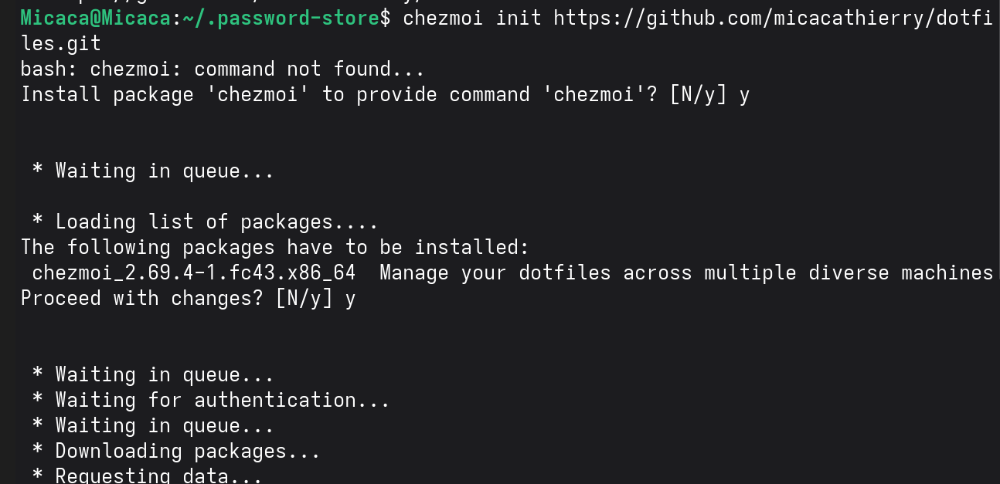 Micaca@Micaca:~/.password-store$ chezmoi init https://github.com/micacathierry/dotfi
les.git
bash: chezmoi: command not found...
Install package 'chezmoi' to provide command 'chezmoi'? [N/y] y
* Waiting in queue...
* Loading list of packages....
The following packages have to be installed:
chezmoi_2.69.4-1.fc43.x86_64  Manage your dotfiles across multiple diverse machines
Proceed with changes? [N/y] y
* Waiting in queue...
* Waiting for authentication...
* Waiting in queue...
* Downloading packages...
* Requesting data...